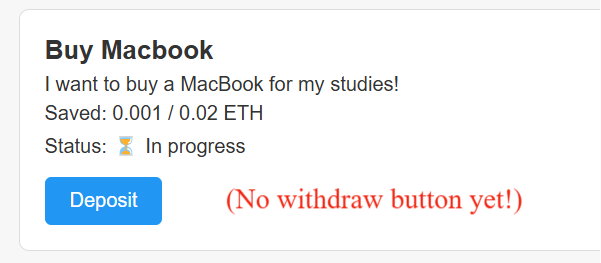 Buy Macbook
I want to buy a MacBook for my studies!
Saved: 0.001 / 0.02 ETH
Status: ⏳ In progress
Deposit (No withdraw button yet!)